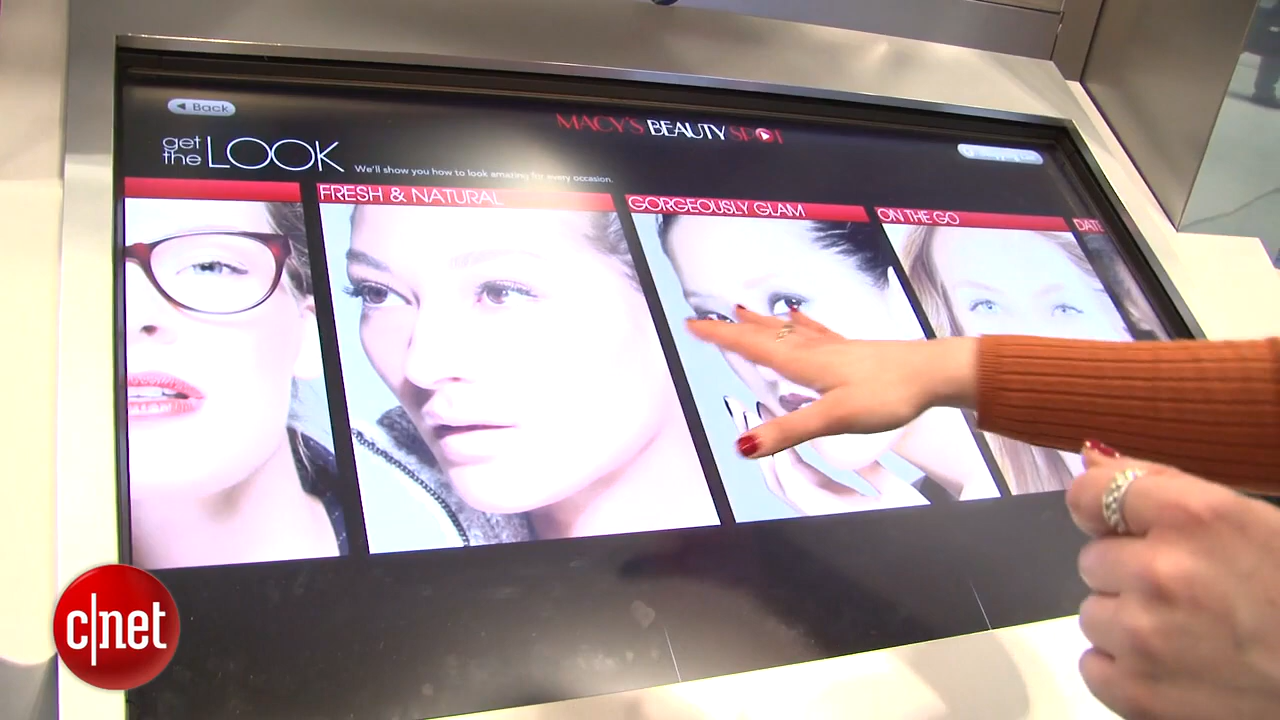 Back
MACY'S BEAUTY SPOT
get the LOOK
We'll show you how to look amazing for every occasion.
FRESH & NATURAL
GORGEOUSLY GLAM
ON THE GO
c|net